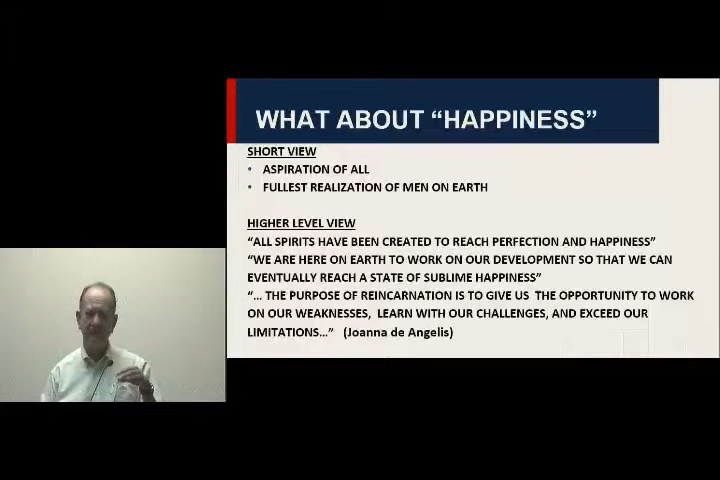 WHAT ABOUT “HAPPINESS”
SHORT VIEW
• ASPIRATION OF ALL
• FULLEST REALIZATION OF MEN ON EARTH
HIGHER LEVEL VIEW
“ALL SPIRITS HAVE BEEN CREATED TO REACH PERFECTION AND HAPPINESS”
“WE ARE HERE ON EARTH TO WORK ON OUR DEVELOPMENT SO THAT WE CAN
EVENTUALLY REACH A STATE OF SUBLIME HAPPINESS”
“... THE PURPOSE OF REINCARNATION IS TO GIVE US THE OPPORTUNITY TO WORK
ON OUR WEAKNESSES, LEARN WITH OUR CHALLENGES, AND EXCEED OUR
LIMITATIONS...” (Joanna de Angelis)